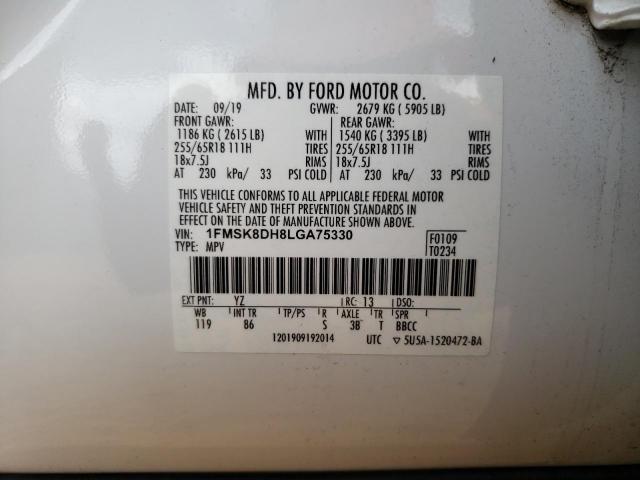 MFD. BY FORD MOTOR CO.
DATE: 09/19 GVWR: 2679 KG ( 5905 LB)
FRONT GAWR: REAR GAWR:
1186 KG ( 2615 LB) WITH 1540 KG ( 3395 LB) WITH
255/65R18 111H TIRES 255/65R18 111H TIRES
18x7.5J RIMS 18x7.5J RIMS
AT 230 kPa/ 33 PSI COLD AT 230 kPa/ 33 PSI COLD
THIS VEHICLE CONFORMS TO ALL APPLICABLE FEDERAL MOTOR
VEHICLE SAFETY AND THEFT PREVENTION STANDARDS IN
EFFECT ON THE DATE OF MANUFACTURE SHOWN ABOVE.
VIN: 1FMSK8DH8LGA75330 F0109
TYPE: MPV T0234
EXT PNT: YZ RC: 13 DSO:
WB INT TR TP/PS R AXLE TR SPR
119 86 S 3B T BBCC
1201909192014 UTC ▽ 5U5A-1520472-BA